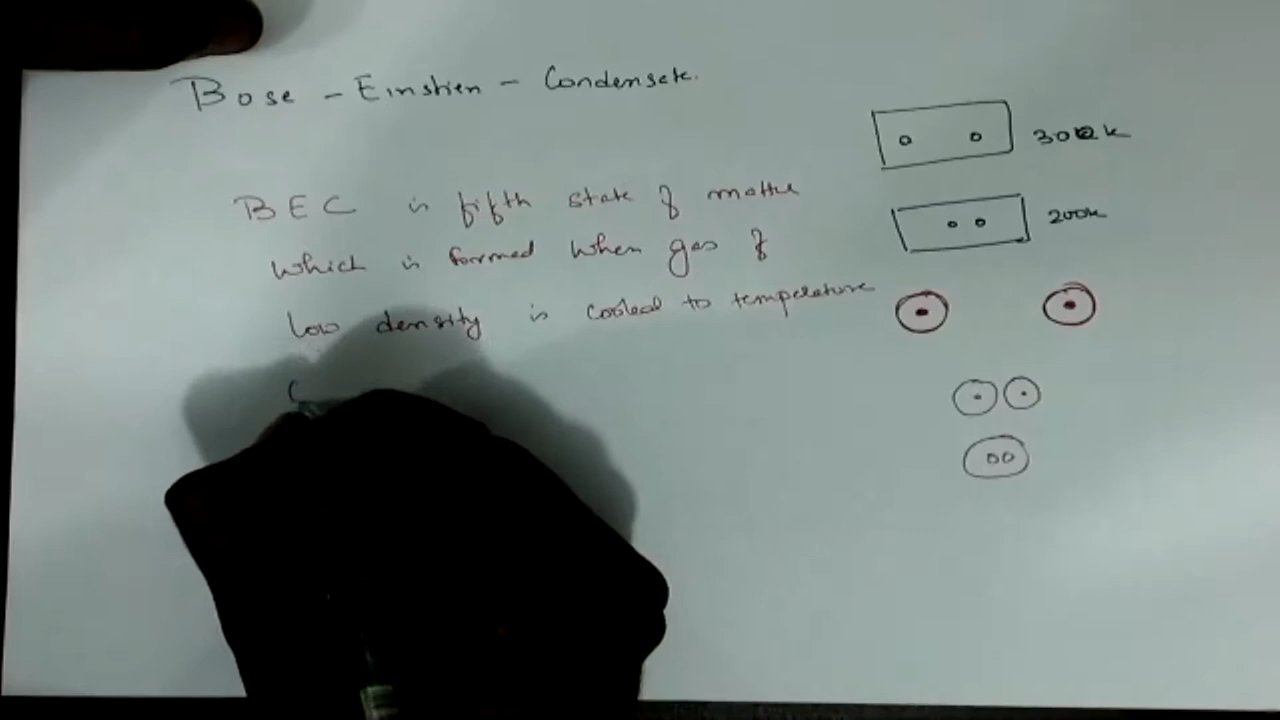 Bose - Einstien - Condensate.
300k
BEC is fifth state of matter
200k
which is formed when gas of
low density is cooled to temperature
C